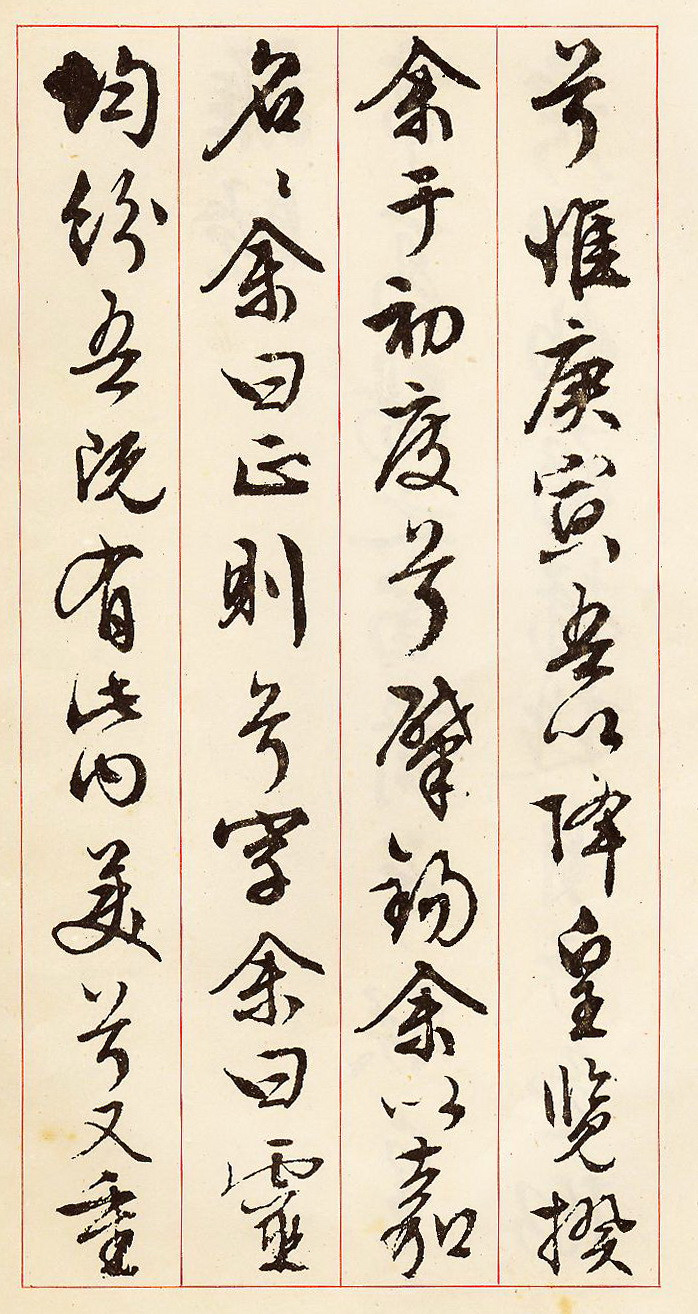 兮惟庚寅吾以降皇览揆
余于初度兮肇锡余以嘉
名〻余曰正则兮字余曰灵
均纷吾既有此内美兮又重